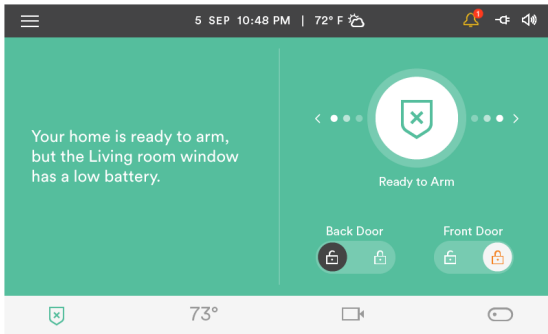 5 SEP 10:48 PM | 72° F
1
Your home is ready to arm,
but the Living room window
has a low battery.
Ready to Arm
Back Door
Front Door
73°